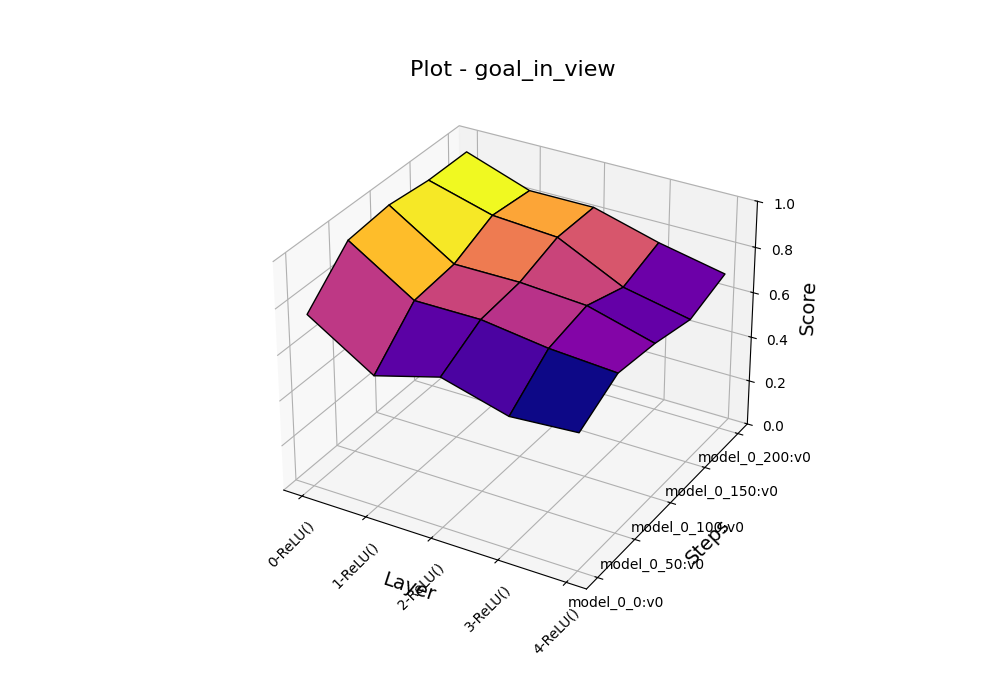 Plot - goal_in_view
1.0
0.8
0.6
0.4
0.2
0.0
Score
model_0_200:v0
model_0_150:v0
model_0_100:v0
model_0_50:v0
model_0_0:v0
Steps
0-ReLU()
1-ReLU()
2-ReLU()
3-ReLU()
4-ReLU()
Layer